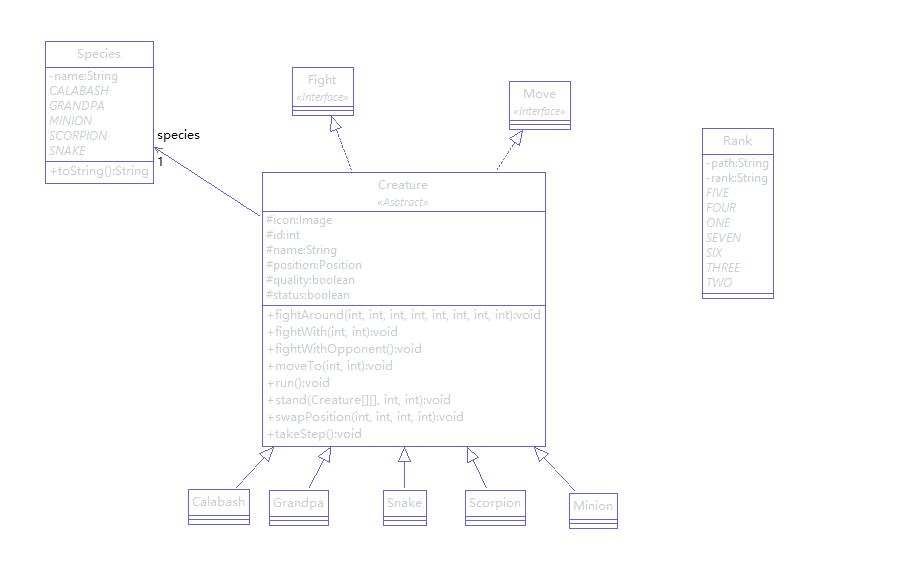 Species
-name:String
CALABASH
GRANDPA
MINION
SCORPION
SNAKE
+toString():String
species
1
Fight
«Interface»
Move
«Interface»
Rank
-path:String
-rank:String
FIVE
FOUR
ONE
SEVEN
SIX
THREE
TWO
Creature
«Asbtract»
#icon:Image
#id:int
#name:String
#position:Position
#quality:boolean
#status:boolean
+fightAround(int, int, int, int, int, int, int, int):void
+fightWith(int, int):void
+fightWithOpponent():void
+moveTo(int, int):void
+run():void
+stand(Creature[][], int, int):void
+swapPosition(int, int, int, int):void
+takeStep():void
Calabash
Grandpa
Snake
Scorpion
Minion